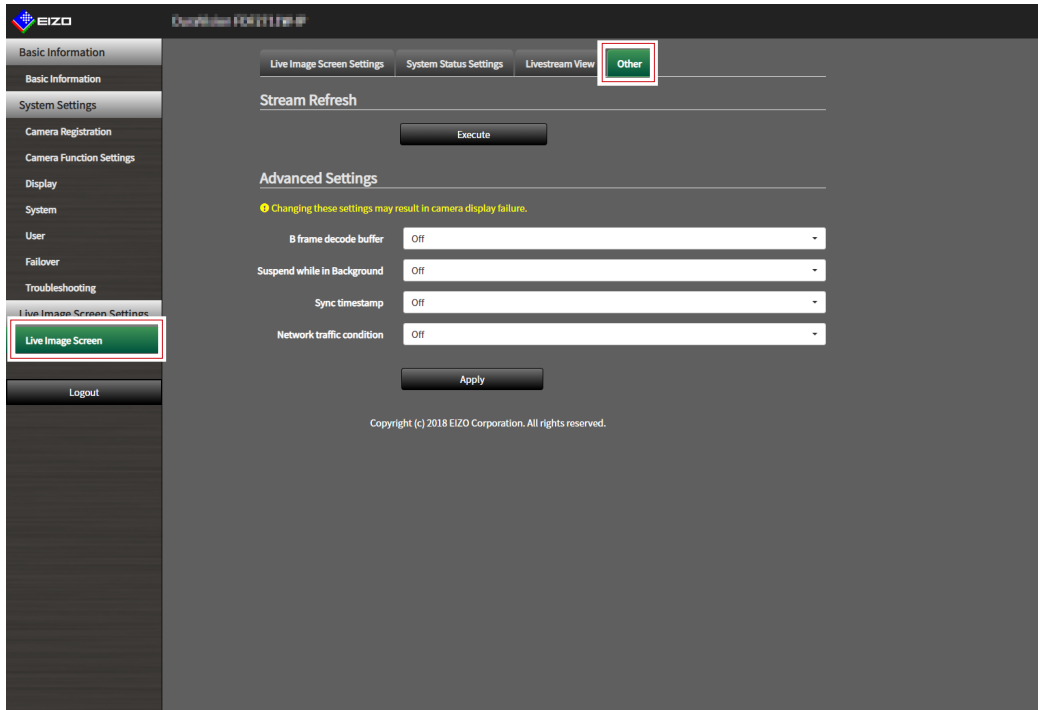 EIZO
Basic Information
Basic Information
System Settings
Camera Registration
Camera Function Settings
Display
System
User
Failover
Troubleshooting
Live Image Screen Settings
Live Image Screen
Logout
Live Image Screen Settings
System Status Settings
Livestream View
Other
Stream Refresh
Execute
Advanced Settings
Changing these settings may result in camera display failure.
B frame decode buffer Off
Suspend while in Background Off
Sync timestamp Off
Network traffic condition Off
Apply
Copyright (c) 2018 EIZO Corporation. All rights reserved.